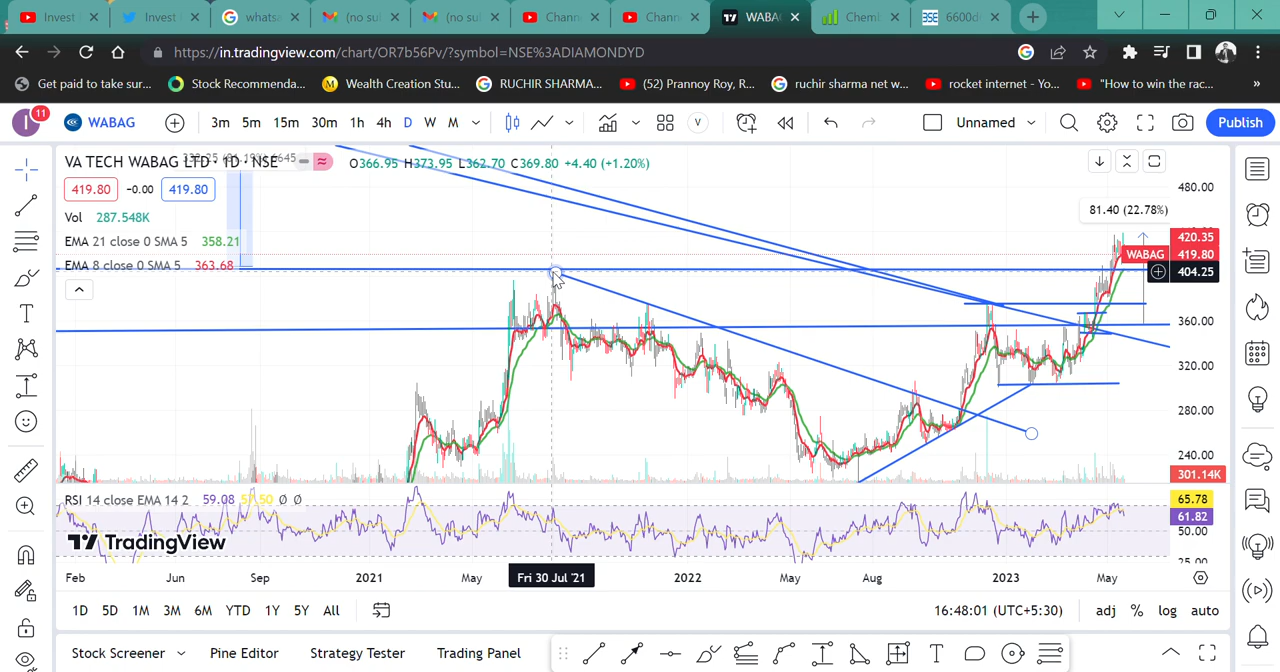 Invest
Invest
whats
(no su
(no su
Chann
Chann
WABAG
Chemi
BSE 6600d
https://in.tradingview.com/chart/OR7b56Pv/?symbol=NSE%3ADIAMONDYD
Get paid to take sur... Stock Recommenda... Wealth Creation Stu... RUCHIR SHARMA... (52) Prannoy Roy, R... ruchir sharma net w... rocket internet - Yo... "How to win the rac... »
I 11 WABAG 3m 5m 15m 30m 1h 4h D W M V Unnamed Publish
VA TECH WABAG LTD · 1D · NSE O366.95 H373.95 L362.70 C369.80 +4.40 (+1.20%)
419.80 -0.00 419.80
Vol 287.548K
EMA 21 close 0 SMA 5 358.21
EMA 8 close 0 SMA 5 363.68
480.00
81.40 (22.78%)
420.35
WABAG 419.80
404.25
360.00
320.00
280.00
240.00
301.14K
RSI 14 close EMA 14 2 59.08 Ø Ø
65.78
61.82
50.00
25.00
TradingView
Feb Jun Sep 2021 May Fri 30 Jul '21 2022 May Aug 2023 May
1D 5D 1M 3M 6M YTD 1Y 5Y All 16:48:01 (UTC+5:30) adj % log auto
Stock Screener Pine Editor Strategy Tester Trading Panel T